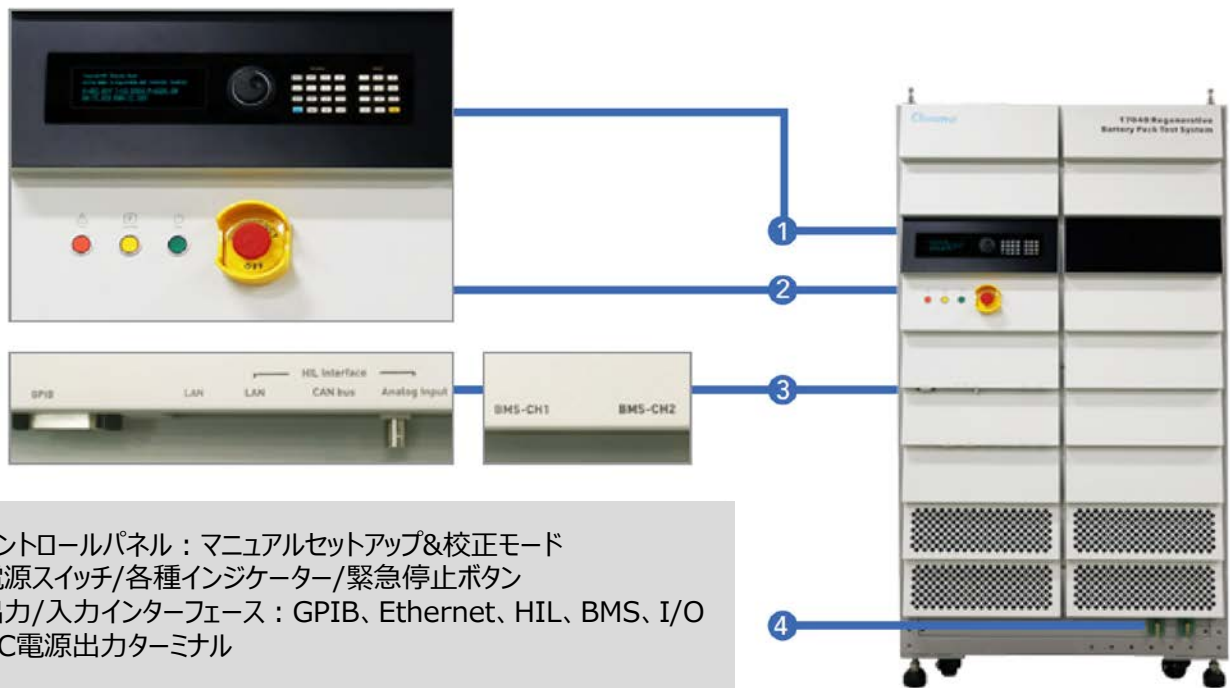 GPIB
LAN
HIL Interface
LAN
CAN bus
Analog Input
BMS-CH1
BMS-CH2
OFF
Chroma
17040 Regenerative
Battery Pack Test System
1
2
3
4
ントロールパネル：マニュアルセットアップ&校正モード
電源スイッチ/各種インジケーター/緊急停止ボタン
出力/入力インターフェース：GPIB、Ethernet、HIL、BMS、I/O
C電源出力ターミナル